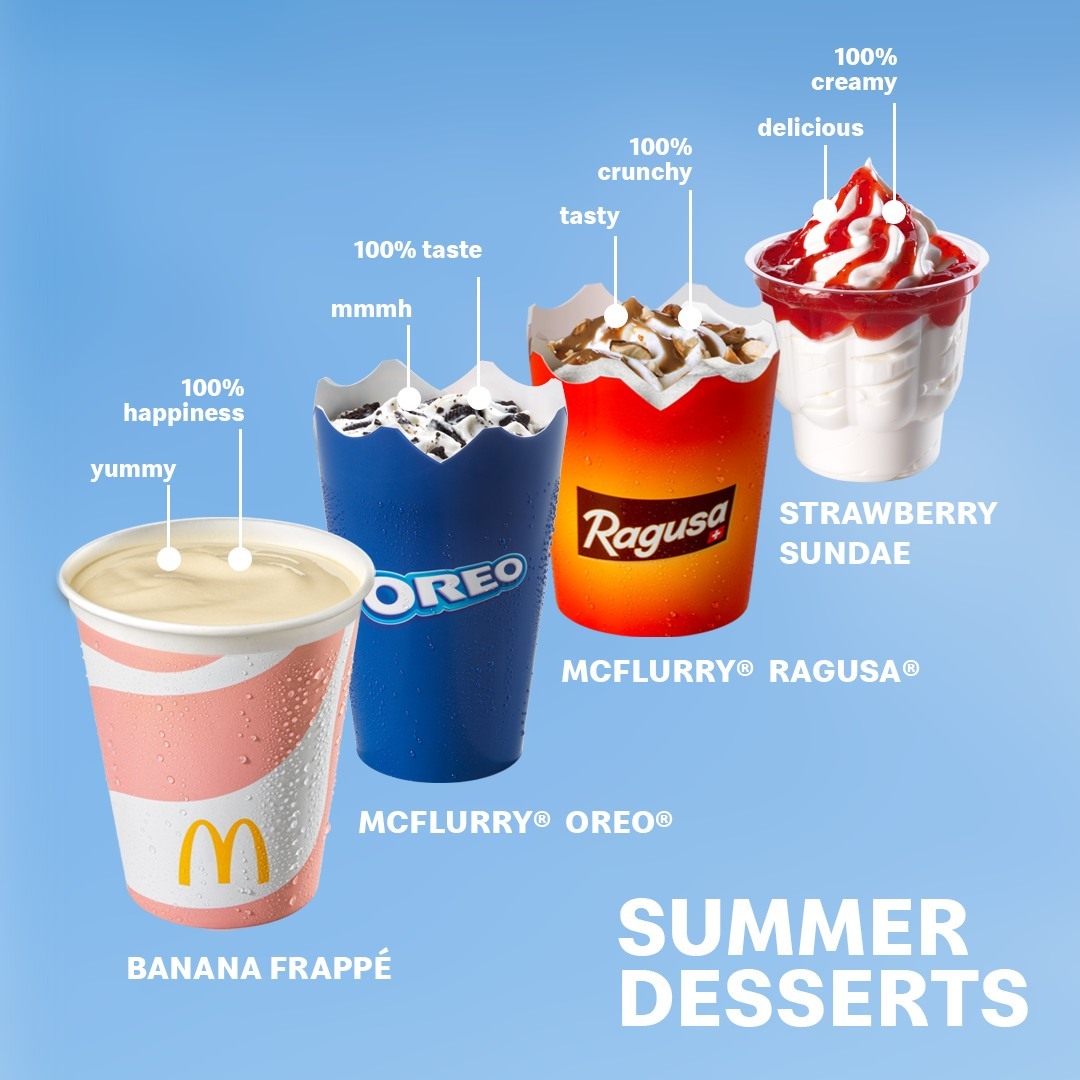 100%
creamy
delicious
100%
crunchy
tasty
100% taste
mmmh
100%
happiness
yummy
STRAWBERRY
SUNDAE
Ragusa
MCFLURRY® RAGUSA®
OREO
MCFLURRY® OREO®
M
BANANA FRAPPÉ
SUMMER
DESSERTS